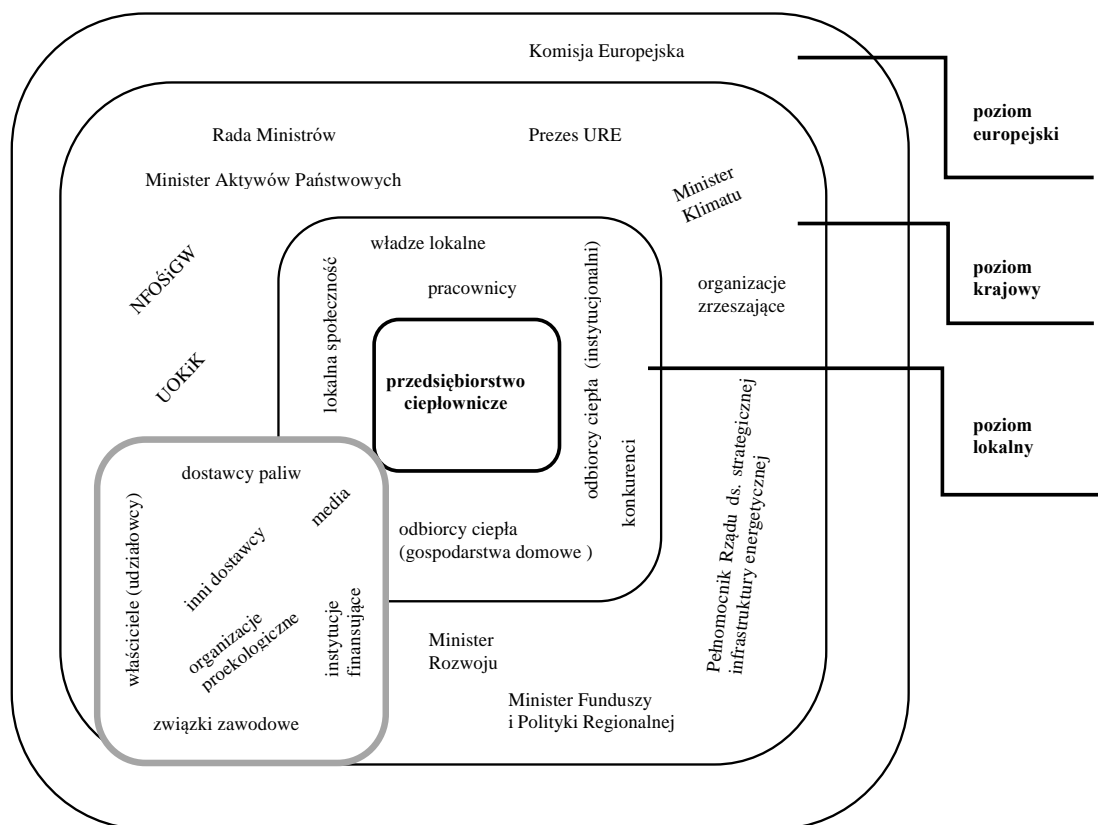 Komisja Europejska
poziom
europejski
Rada Ministrów
Prezes URE
Minister Aktywów Państwowych
Minister
Klimatu
NFOŚiGW
władze lokalne
lokalna społeczność
pracownicy
odbiorcy ciepła (instytucjonalni)
organizacje
zrzeszające
poziom
krajowy
UOKiK
przedsiębiorstwo
ciepłownicze
konkurenci
Pełnomocnik Rządu ds. strategicznej
infrastruktury energetycznej
poziom
lokalny
dostawcy paliw
media
właściciele (udziałowcy)
inni dostawcy
odbiorcy ciepła
(gospodarstwa domowe )
organizacje
proekologiczne
instytucje
finansujące
związki zawodowe
Minister
Rozwoju
Minister Funduszy
i Polityki Regionalnej